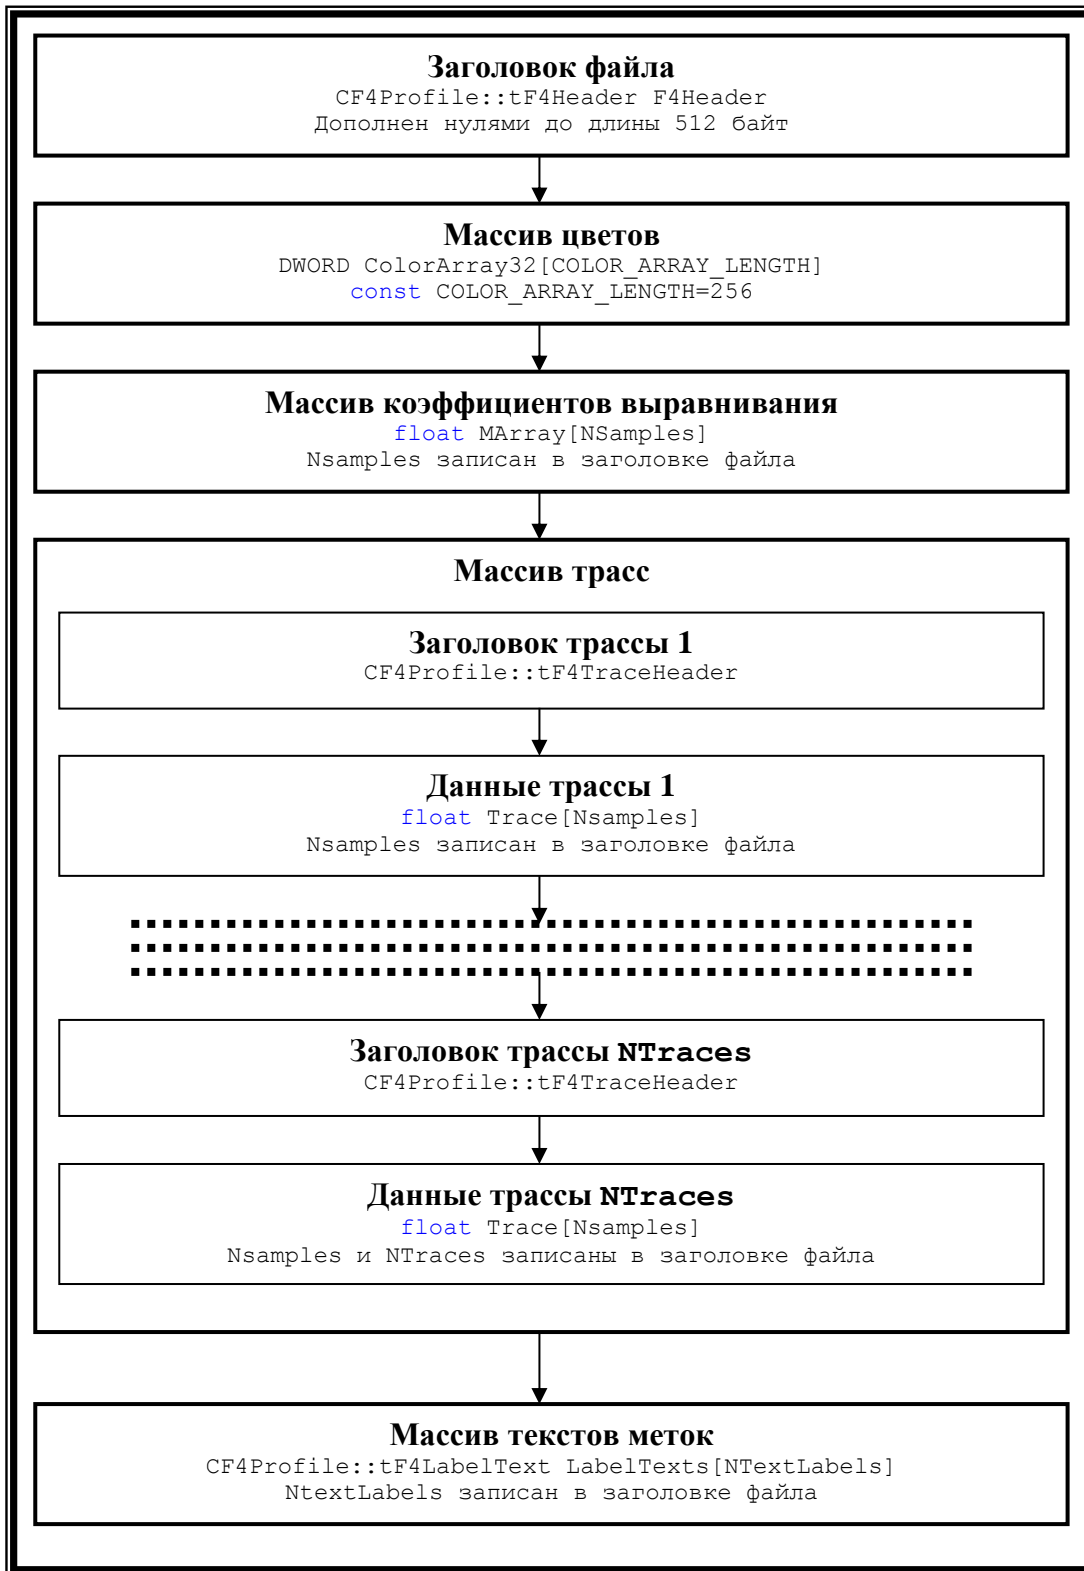 Заголовок файла
CF4Profile::tF4Header F4Header
Дополнен нулями до длины 512 байт
Массив цветов
DWORD ColorArray32[COLOR_ARRAY_LENGTH]
const COLOR_ARRAY_LENGTH=256
Массив коэффициентов выравнивания
float MArray[NSamples]
Nsamples записан в заголовке файла
Массив трасс
Заголовок трассы 1
CF4Profile::tF4TraceHeader
Данные трассы 1
float Trace[Nsamples]
Nsamples записан в заголовке файла
Заголовок трассы NTraces
CF4Profile::tF4TraceHeader
Данные трассы NTraces
float Trace[Nsamples]
Nsamples и NTraces записаны в заголовке файла
Массив текстов меток
CF4Profile::tF4LabelText LabelTexts[NTextLabels]
NtextLabels записан в заголовке файла